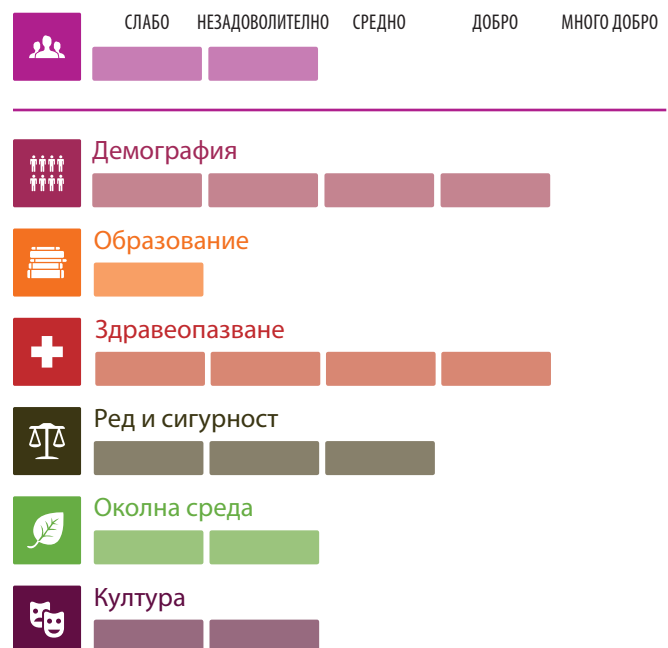 СЛАБО НЕЗАДОВОЛИТЕЛНО СРЕДНО ДОБРО МНОГО ДОБРО
Демография
Образование
Здравеопазване
Ред и сигурност
Околна среда
Култура